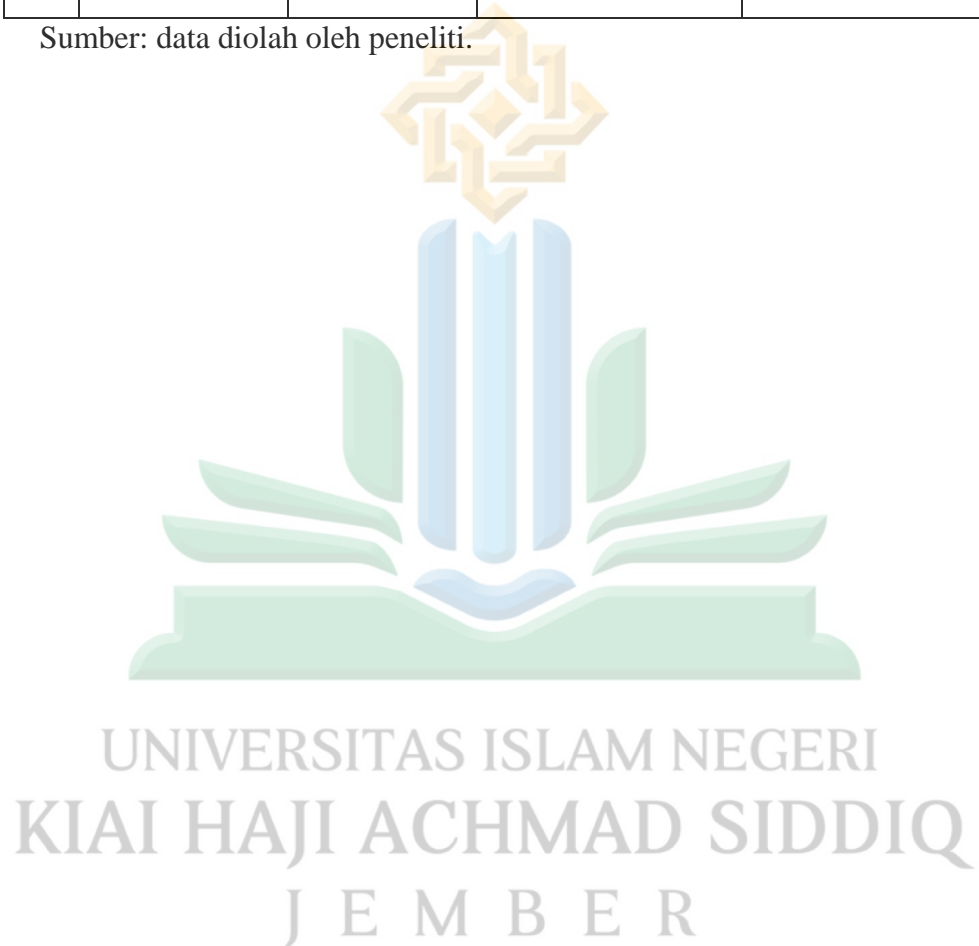 Sumber: data diolah oleh peneliti.
UNIVERSITAS ISLAM NEGERI
KIAI HAJI ACHMAD SIDDIQ
J E M B E R